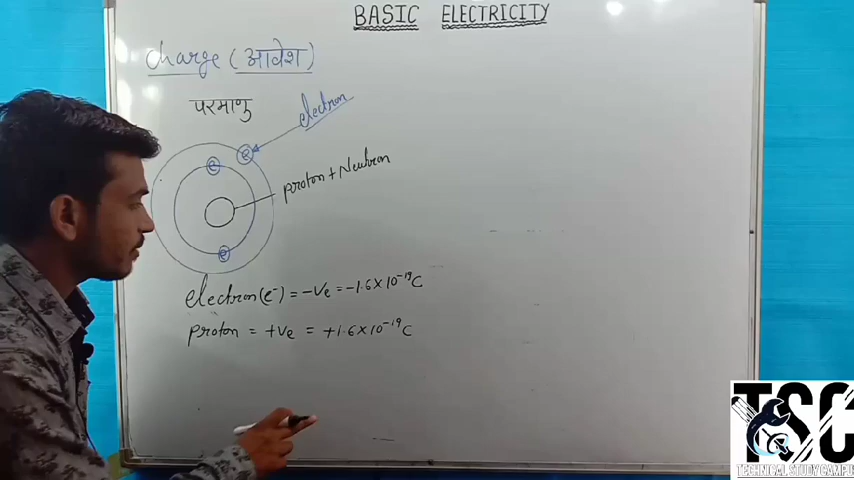 BASIC ELECTRICITY
charge (आवेश)
परमाणु
electron
e
e
proton + Neutron
e
electron(e⁻) = -Ve = -1.6×10⁻¹⁹C
proton = +Ve = +1.6×10⁻¹⁹C
TSC
TECHNICAL STUDY CAMPU